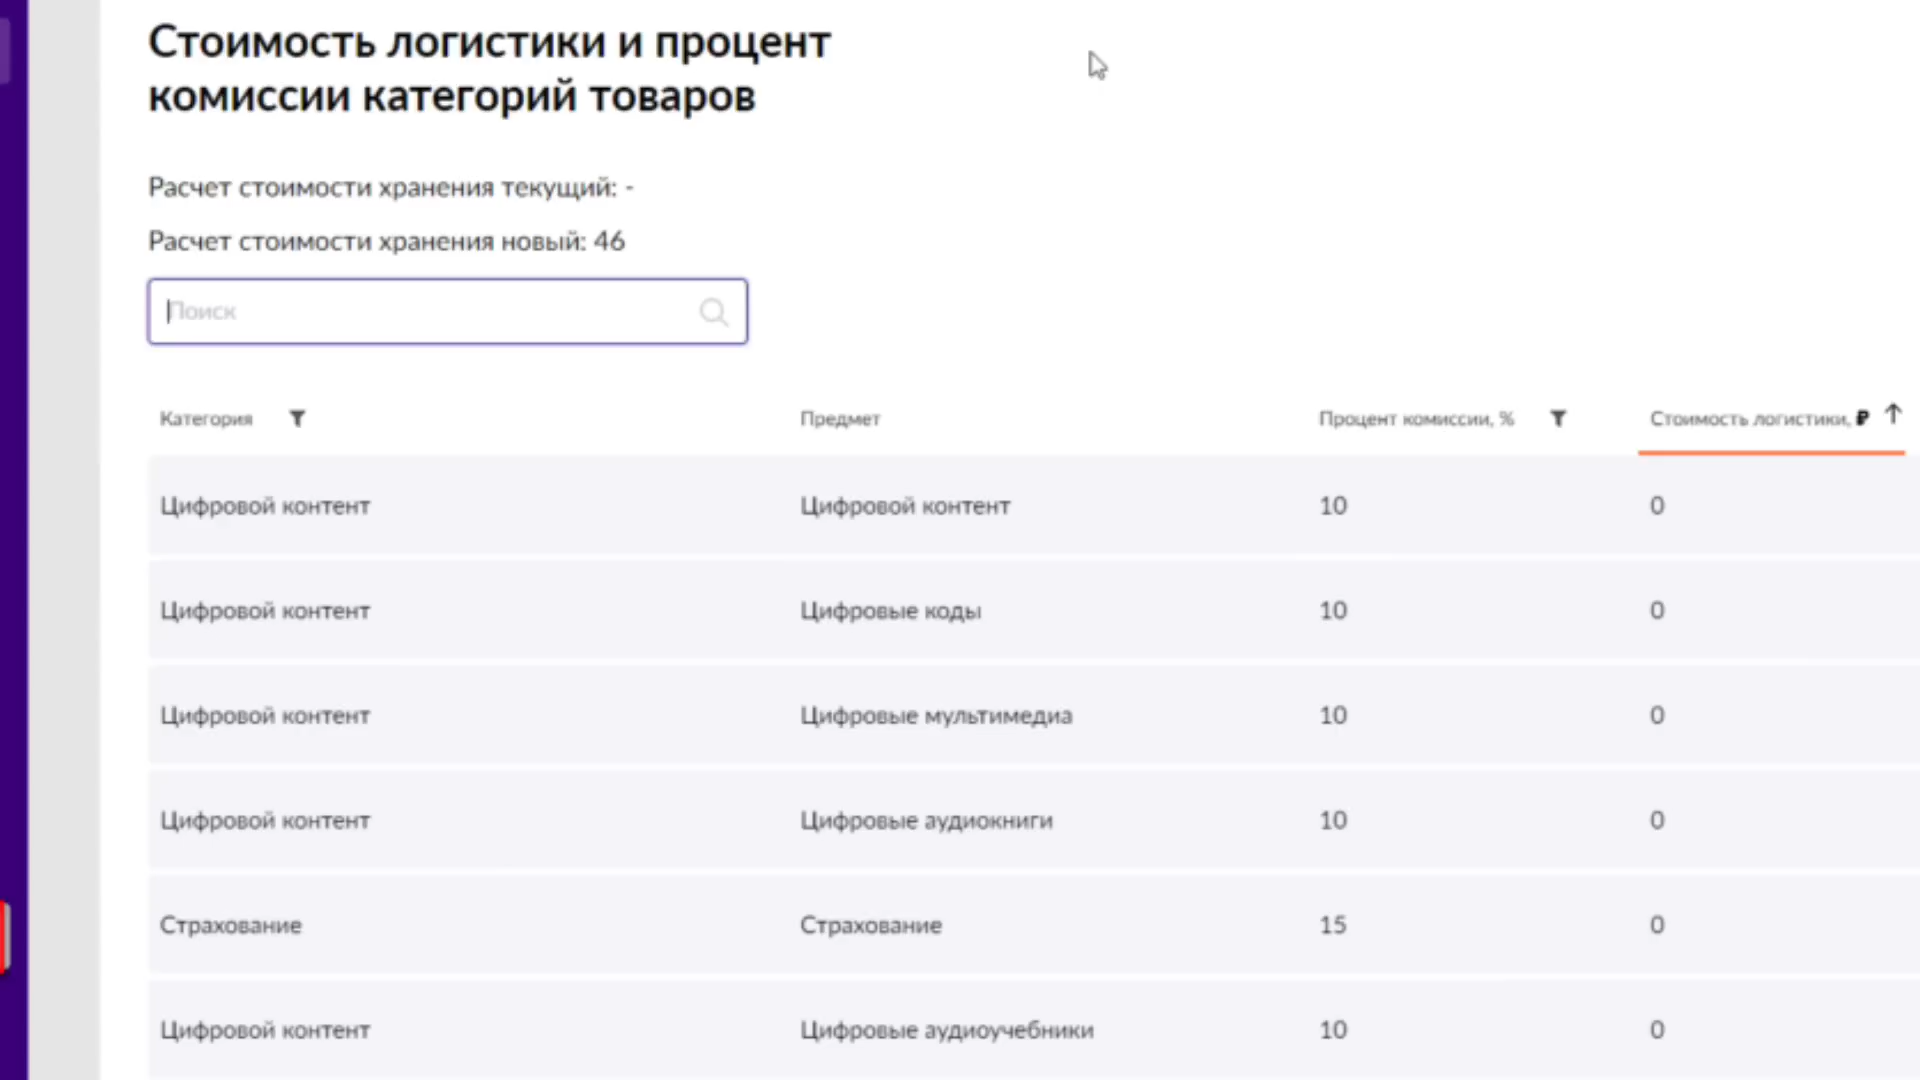 Стоимость логистики и процент
комиссии категорий товаров
Расчет стоимости хранения текущий: -
Расчет стоимости хранения новый: 46
Поиск
Категория Предмет Процент комиссии, % Стоимость логистики, ₽
Цифровой контент Цифровой контент 10 0
Цифровой контент Цифровые коды 10 0
Цифровой контент Цифровые мультимедиа 10 0
Цифровой контент Цифровые аудиокниги 10 0
Страхование Страхование 15 0
Цифровой контент Цифровые аудиоучебники 10 0